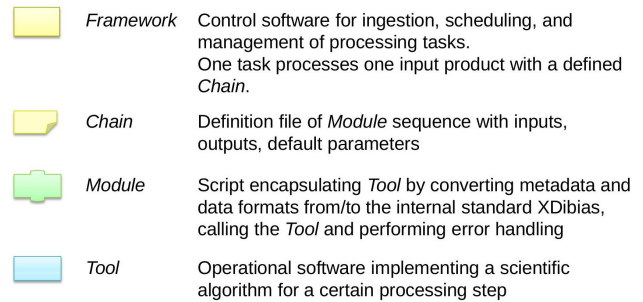 Framework Control software for ingestion, scheduling, and
management of processing tasks.
One task processes one input product with a defined
Chain.
Chain Definition file of Module sequence with inputs,
outputs, default parameters
Module Script encapsulating Tool by converting metadata and
data formats from/to the internal standard XDibias,
calling the Tool and performing error handling
Tool Operational software implementing a scientific
algorithm for a certain processing step